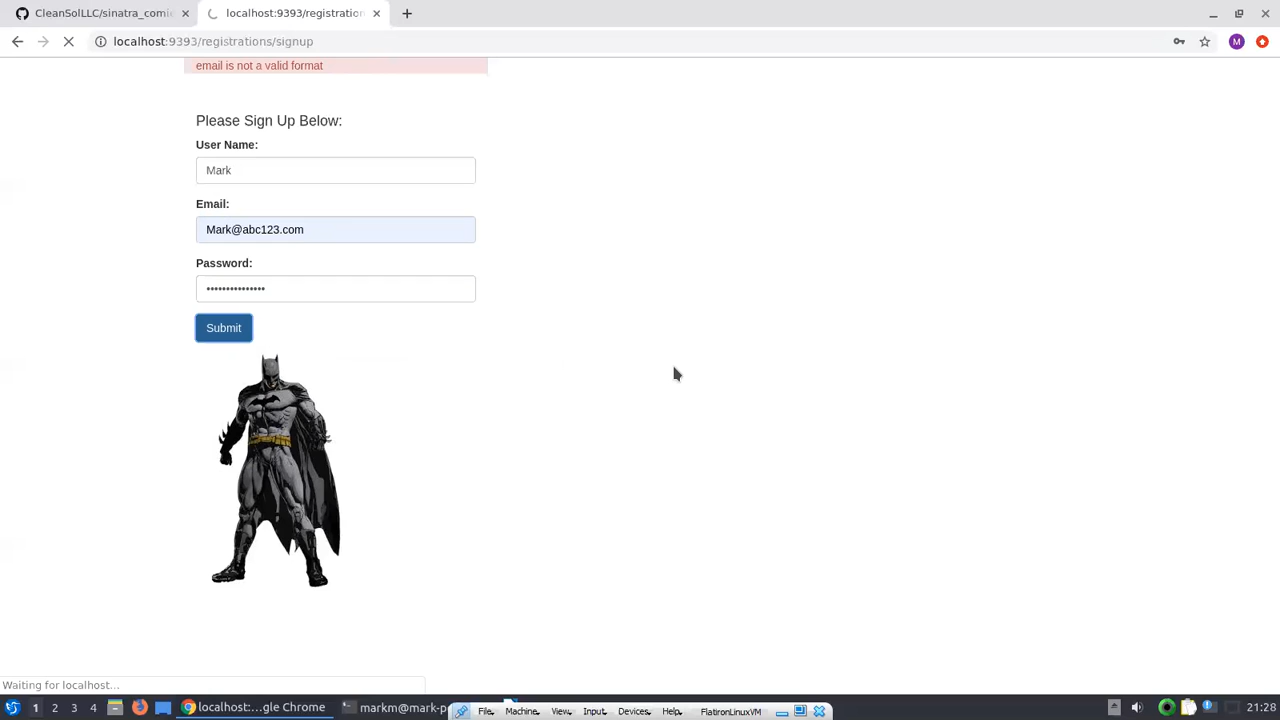 CleanSolLLC/sinatra_comic
localhost:9393/registration
localhost:9393/registrations/signup
M
email is not a valid format
Please Sign Up Below:
User Name:
Mark
Email:
Mark@abc123.com
Password:
•••••••••••••••
Submit
Waiting for localhost...
1 2 3 4
localhost:...gle Chrome
markm@mark-p
File
Machine
View
Input
Devices
Help
FlatironLinuxVM
21:28